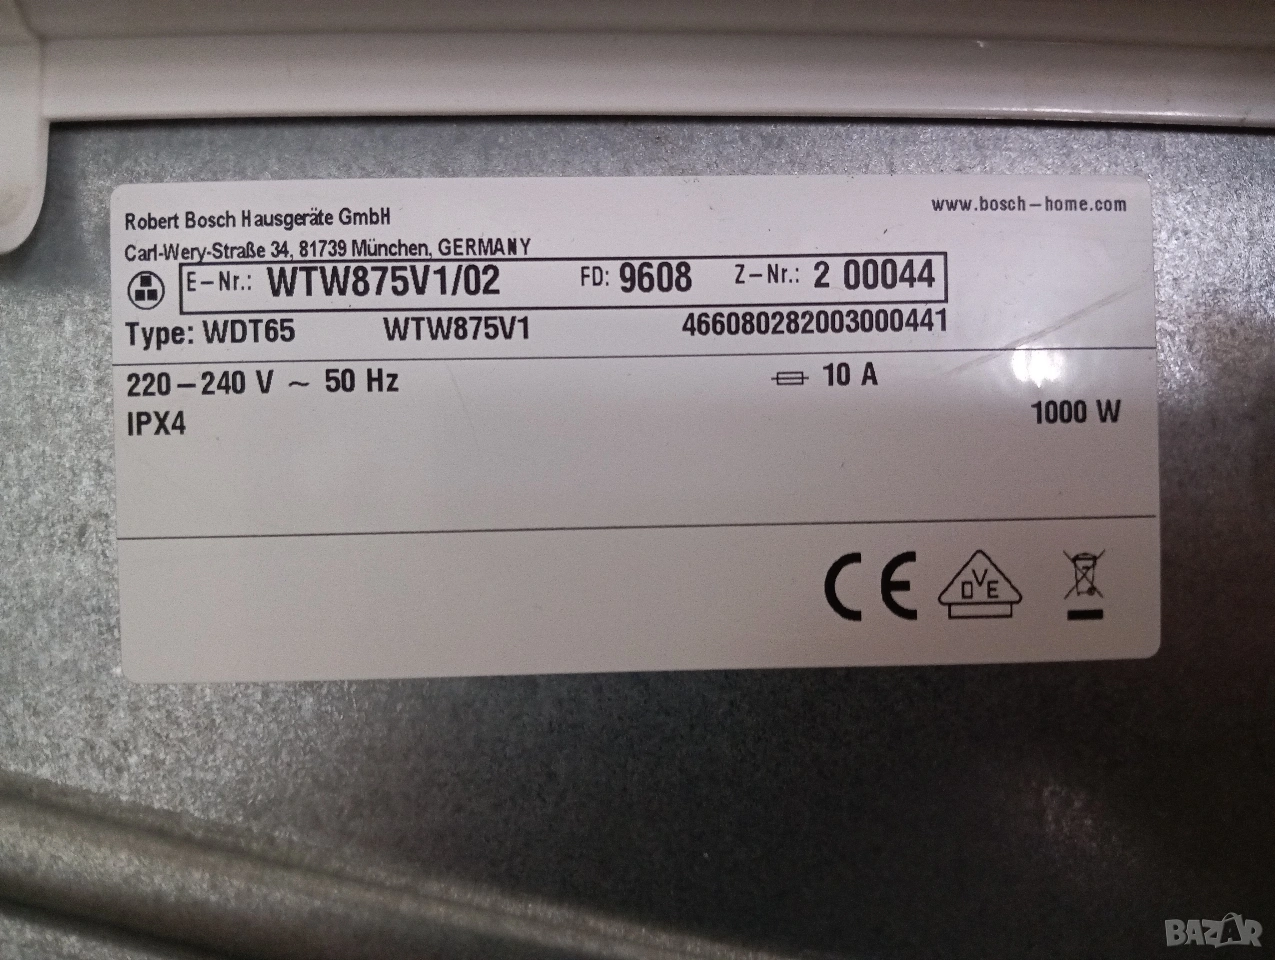 Robert Bosch Hausgeräte GmbH
www.bosch-home.com
Carl-Wery-Straße 34, 81739 München, GERMANY
E-Nr.: WTW875V1/02 FD: 9608 Z-Nr.: 2 00044
Type: WDT65 WTW875V1 466080282003000441
220-240 V ~ 50 Hz 10 A
IPX4 1000 W
CE DVE
BAZAR